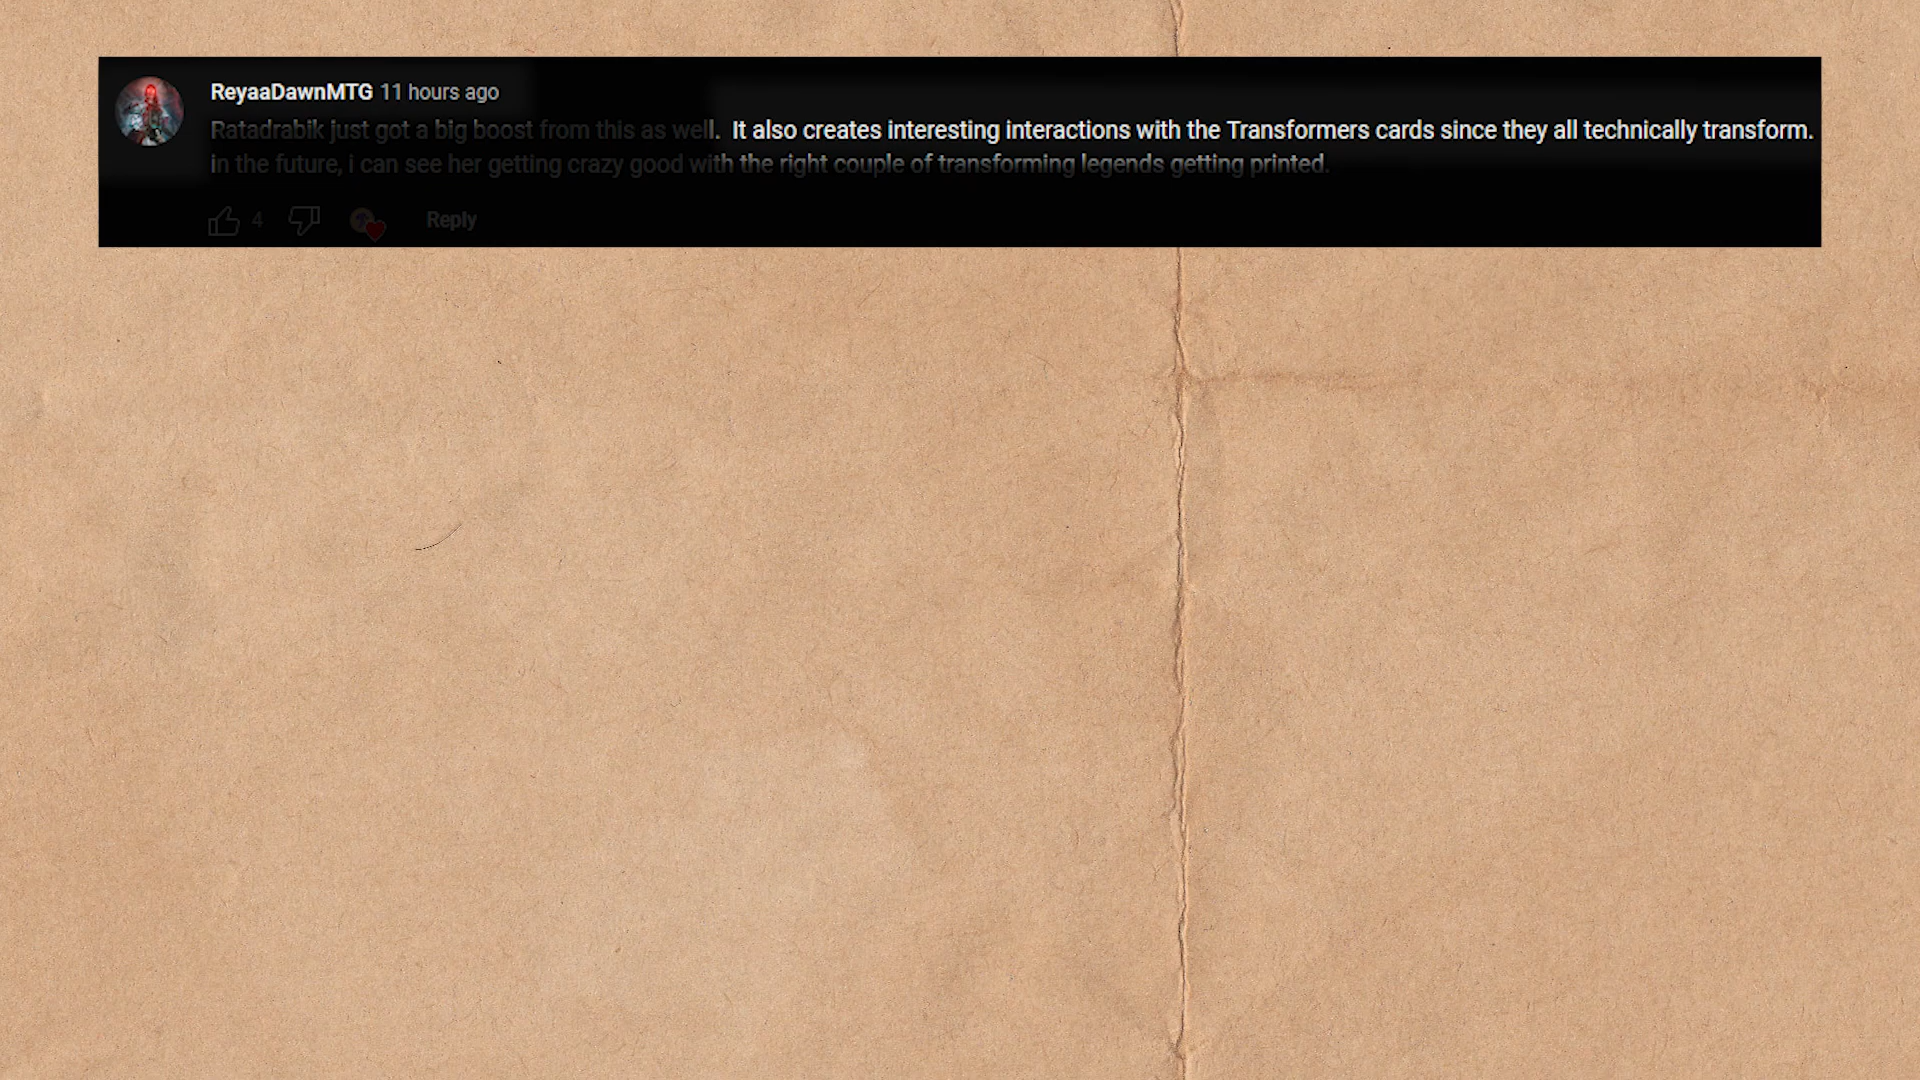 ReyaaDawnMTG 11 hours ago
Ratadrabik just got a big boost from this as well.  It also creates interesting interactions with the Transformers cards since they all technically transform.
In the future, i can see her getting crazy good with the right couple of transforming legends getting printed.
4 Reply